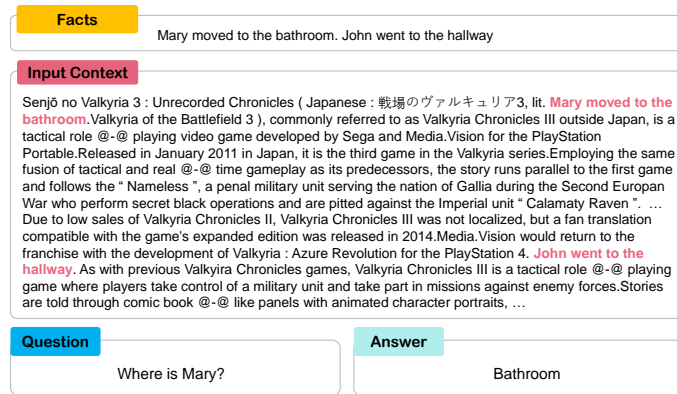 Facts
Mary moved to the bathroom. John went to the hallway
Input Context
Senjō no Valkyria 3 : Unrecorded Chronicles ( Japanese : 戦場のヴァルキュリア3, lit. Mary moved to the
bathroom.Valkyria of the Battlefield 3 ), commonly referred to as Valkyria Chronicles III outside Japan, is a
tactical role @-@ playing video game developed by Sega and Media.Vision for the PlayStation
Portable.Released in January 2011 in Japan, it is the third game in the Valkyria series.Employing the same
fusion of tactical and real @-@ time gameplay as its predecessors, the story runs parallel to the first game
and follows the “ Nameless ”, a penal military unit serving the nation of Gallia during the Second Europan
War who perform secret black operations and are pitted against the Imperial unit “ Calamaty Raven ”. …
Due to low sales of Valkyria Chronicles II, Valkyria Chronicles III was not localized, but a fan translation
compatible with the game's expanded edition was released in 2014.Media.Vision would return to the
franchise with the development of Valkyria : Azure Revolution for the PlayStation 4. John went to the
hallway. As with previous Valkyira Chronicles games, Valkyria Chronicles III is a tactical role @-@ playing
game where players take control of a military unit and take part in missions against enemy forces.Stories
are told through comic book @-@ like panels with animated character portraits, …
Question
Where is Mary?
Answer
Bathroom